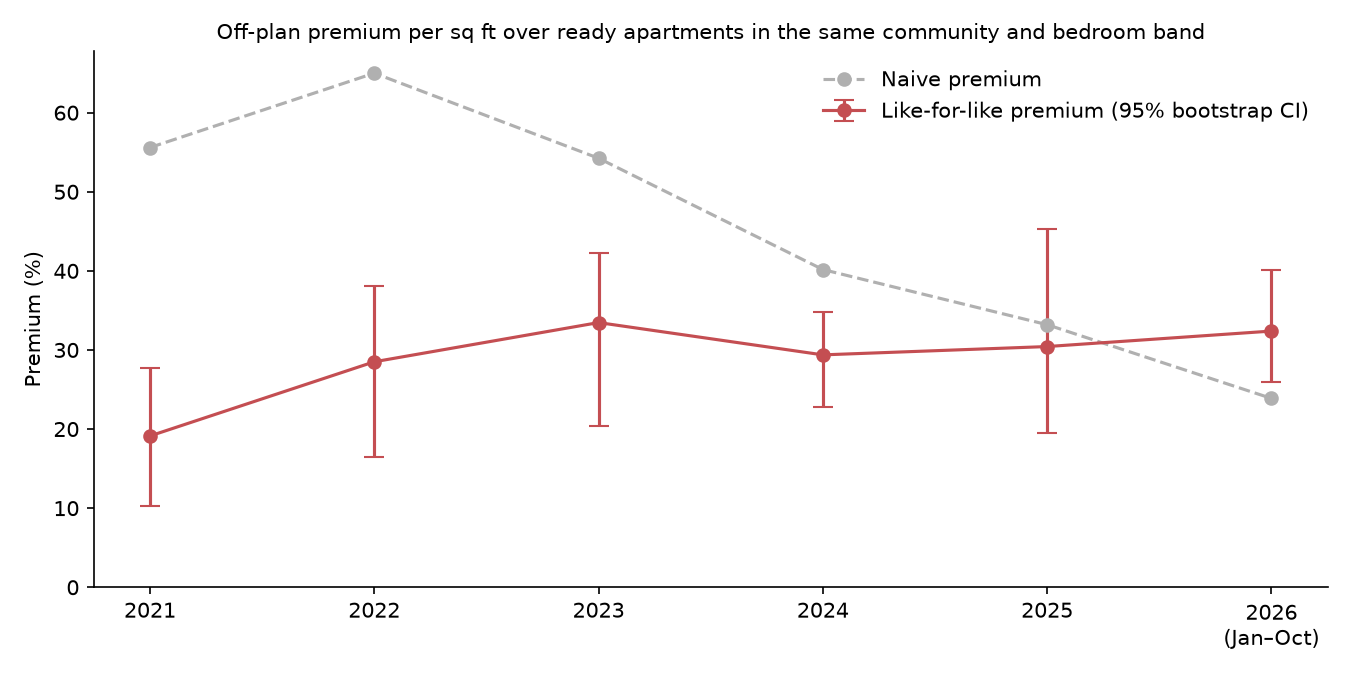 Off-plan premium per sq ft over ready apartments in the same community and bedroom band
Naive premium
Like-for-like premium (95% bootstrap CI)
Premium (%)
60
50
40
30
20
10
0
2021
2022
2023
2024
2025
2026
(Jan–Oct)